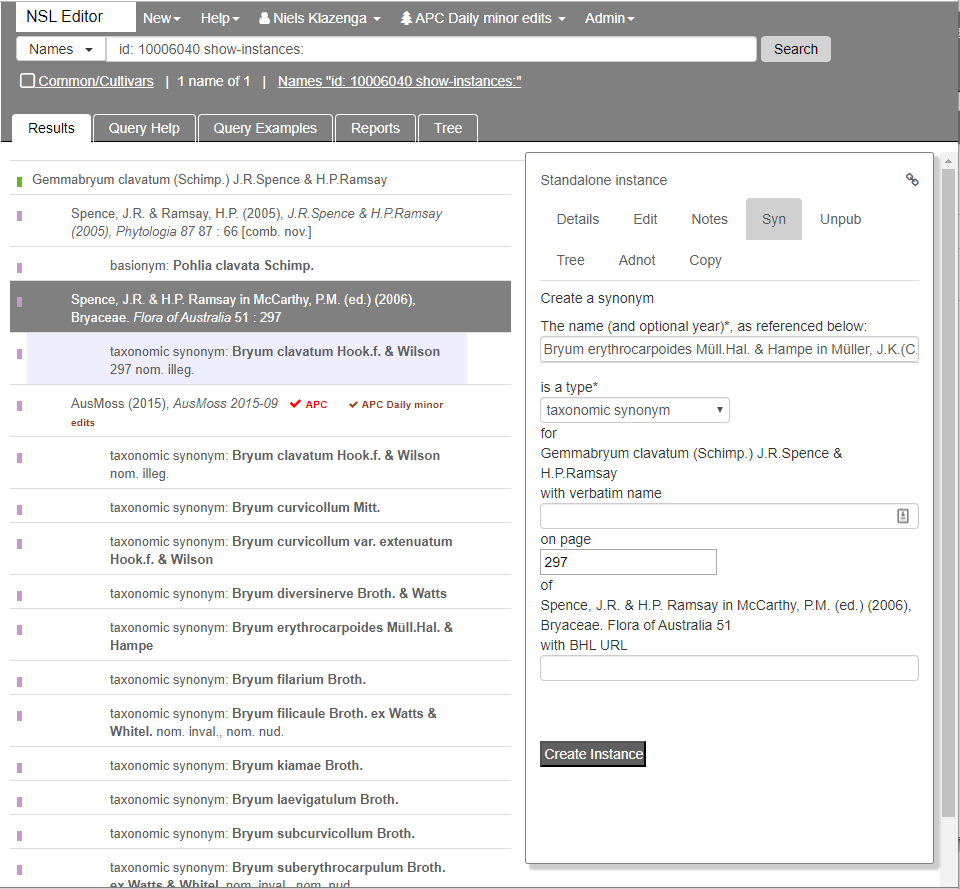 NSL Editor New Help Niels Klazenga APC Daily minor edits Admin
Names id: 10006040 show-instances: Search
Common/Cultivars | 1 name of 1 | Names "id: 10006040 show-instances:"
Results Query Help Query Examples Reports Tree
Gemmabryum clavatum (Schimp.) J.R.Spence & H.P.Ramsay
Spence, J.R. & Ramsay, H.P. (2005), J.R.Spence & H.P.Ramsay
(2005), Phytologia 87 87 : 66 [comb. nov.]
basionym: Pohlia clavata Schimp.
Spence, J.R. & H.P. Ramsay in McCarthy, P.M. (ed.) (2006),
Bryaceae. Flora of Australia 51 : 297
taxonomic synonym: Bryum clavatum Hook.f. & Wilson
297 nom. illeg.
AusMoss (2015), AusMoss 2015-09 APC APC Daily minor
edits
taxonomic synonym: Bryum clavatum Hook.f. & Wilson
nom. illeg.
taxonomic synonym: Bryum curvicollum Mitt.
taxonomic synonym: Bryum curvicollum var. extenuatum
Hook.f. & Wilson
taxonomic synonym: Bryum diversinerve Broth. & Watts
taxonomic synonym: Bryum erythrocarpoides Müll.Hal. &
Hampe
taxonomic synonym: Bryum filarium Broth.
taxonomic synonym: Bryum filicaule Broth. ex Watts &
Whitel. nom. inval., nom. nud.
taxonomic synonym: Bryum kiamae Broth.
taxonomic synonym: Bryum laevigatulum Broth.
taxonomic synonym: Bryum subcurvicollum Broth.
taxonomic synonym: Bryum suberythrocarpulum Broth.
ex Watts & Whitel. nom. inval., nom. nud.
Standalone instance
Details Edit Notes Syn Unpub
Tree Adnot Copy
Create a synonym
The name (and optional year)*, as referenced below:
Bryum erythrocarpoides Müll.Hal. & Hampe in Müller, J.K.(C.
is a type*
taxonomic synonym
for
Gemmabryum clavatum (Schimp.) J.R.Spence &
H.P.Ramsay
with verbatim name
on page
297
of
Spence, J.R. & H.P. Ramsay in McCarthy, P.M. (ed.) (2006),
Bryaceae. Flora of Australia 51
with BHL URL
Create Instance